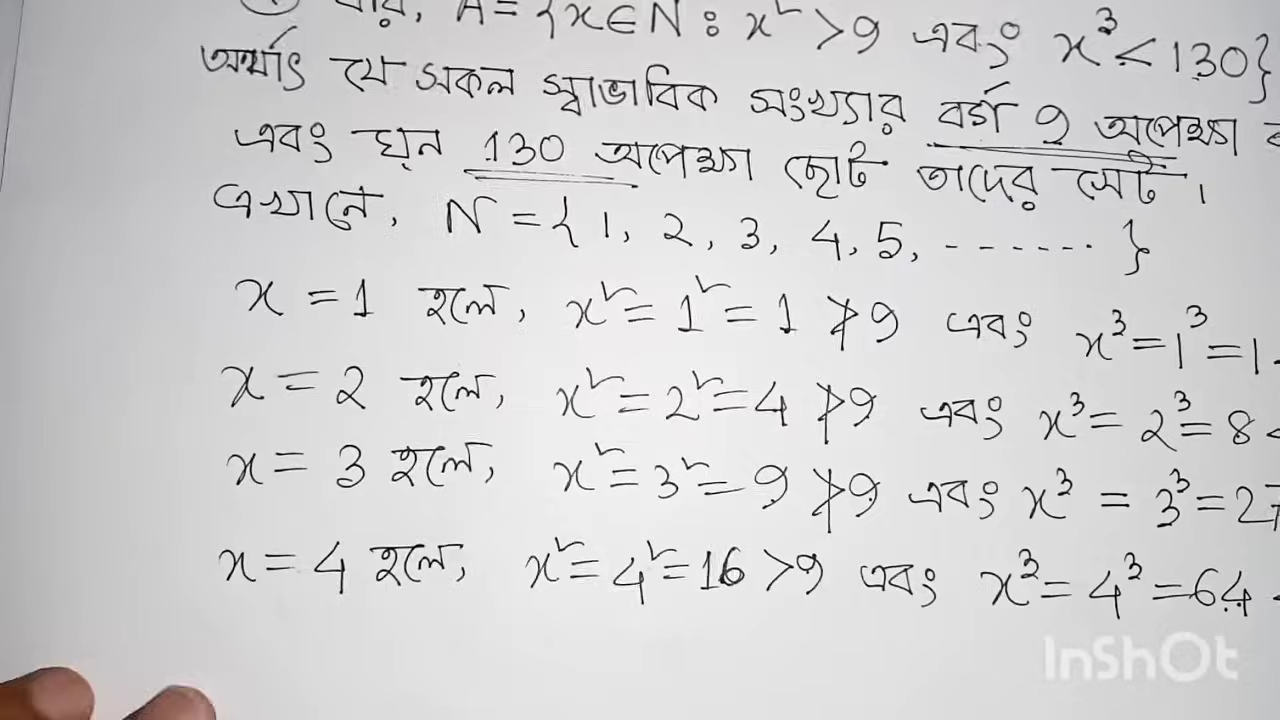 ধরি, A = {x ∈ N : x² > 9 এবং x³ < 130}
অর্থাৎ যে সকল স্বাভাবিক সংখ্যার বর্গ 9 অপেক্ষা
এবং ঘন 130 অপেক্ষা ছোট তাদের সেট।
এখানে, N = {1, 2, 3, 4, 5, ------- }
x = 1 হলে, x² = 1² = 1 ≯ 9 এবং x³ = 1³ = 1
x = 2 হলে, x² = 2² = 4 ≯ 9 এবং x³ = 2³ = 8 <
x = 3 হলে, x² = 3² = 9 ≯ 9 এবং x³ = 3³ = 27
x = 4 হলে, x² = 4² = 16 > 9 এবং x³ = 4³ = 64
InShOt